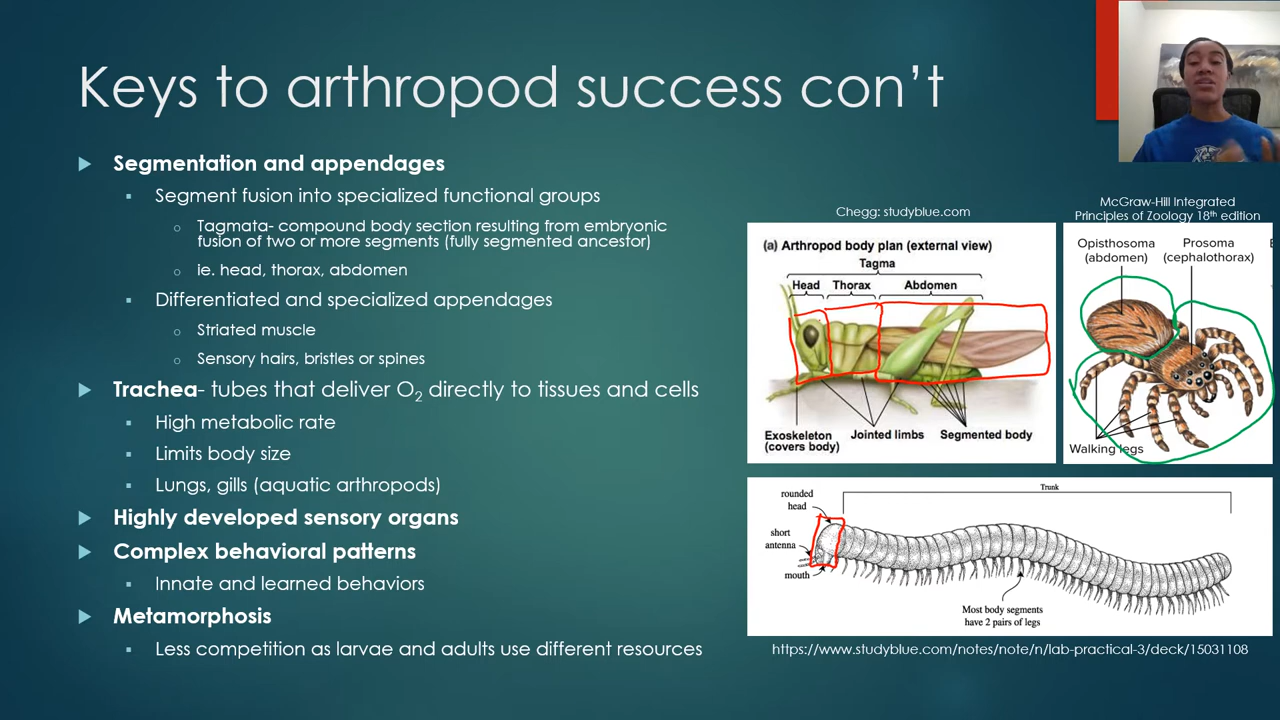 Keys to arthropod success con't
Segmentation and appendages
Segment fusion into specialized functional groups
Tagmata- compound body section resulting from embryonic
fusion of two or more segments (fully segmented ancestor)
ie. head, thorax, abdomen
Differentiated and specialized appendages
Striated muscle
Sensory hairs, bristles or spines
Trachea- tubes that deliver O₂ directly to tissues and cells
High metabolic rate
Limits body size
Lungs, gills (aquatic arthropods)
Highly developed sensory organs
Complex behavioral patterns
Innate and learned behaviors
Metamorphosis
Less competition as larvae and adults use different resources
Chegg: studyblue.com
(a) Arthropod body plan (external view)
Tagma
Head Thorax Abdomen
Exoskeleton
(covers body)
Jointed limbs
Segmented body
McGraw-Hill Integrated
Principles of Zoology 18th edition
Opisthosoma
(abdomen)
Prosoma
(cephalothorax)
E
Walking legs
Trunk
rounded
head
short
antenna
mouth
Most body segments
have 2 pairs of legs
https://www.studyblue.com/notes/note/n/lab-practical-3/deck/15031108